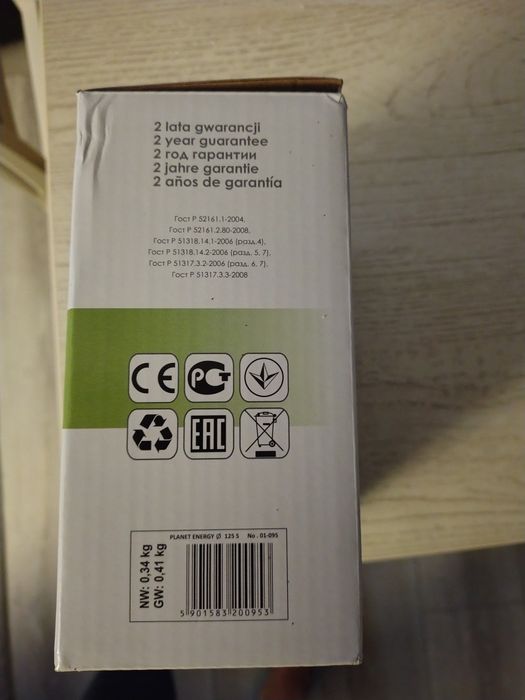 2 lata gwarancji
2 year guarantee
2 год гарантии
2 jahre garantie
2 años de garantía
Гост Р 52161.1-2004,
Гост Р 52161.2.80-2008,
Гост Р 51318.14.1-2006 (разд.4),
Гост Р 51318.14.2-2006 (разд. 5, 7),
Гост Р 51317.3.2-2006 (разд. 6, 7),
Гост Р 51317.3.3-2008
CE
РСТ
EAC
PLANET ENERGY Ø 125 S No. 01-095
NW: 0,34 kg
GW: 0,41 kg
5 901583 200953